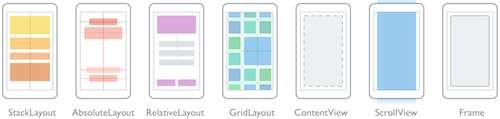 StackLayout
AbsoluteLayout
RelativeLayout
GridLayout
ContentView
ScrollView
Frame